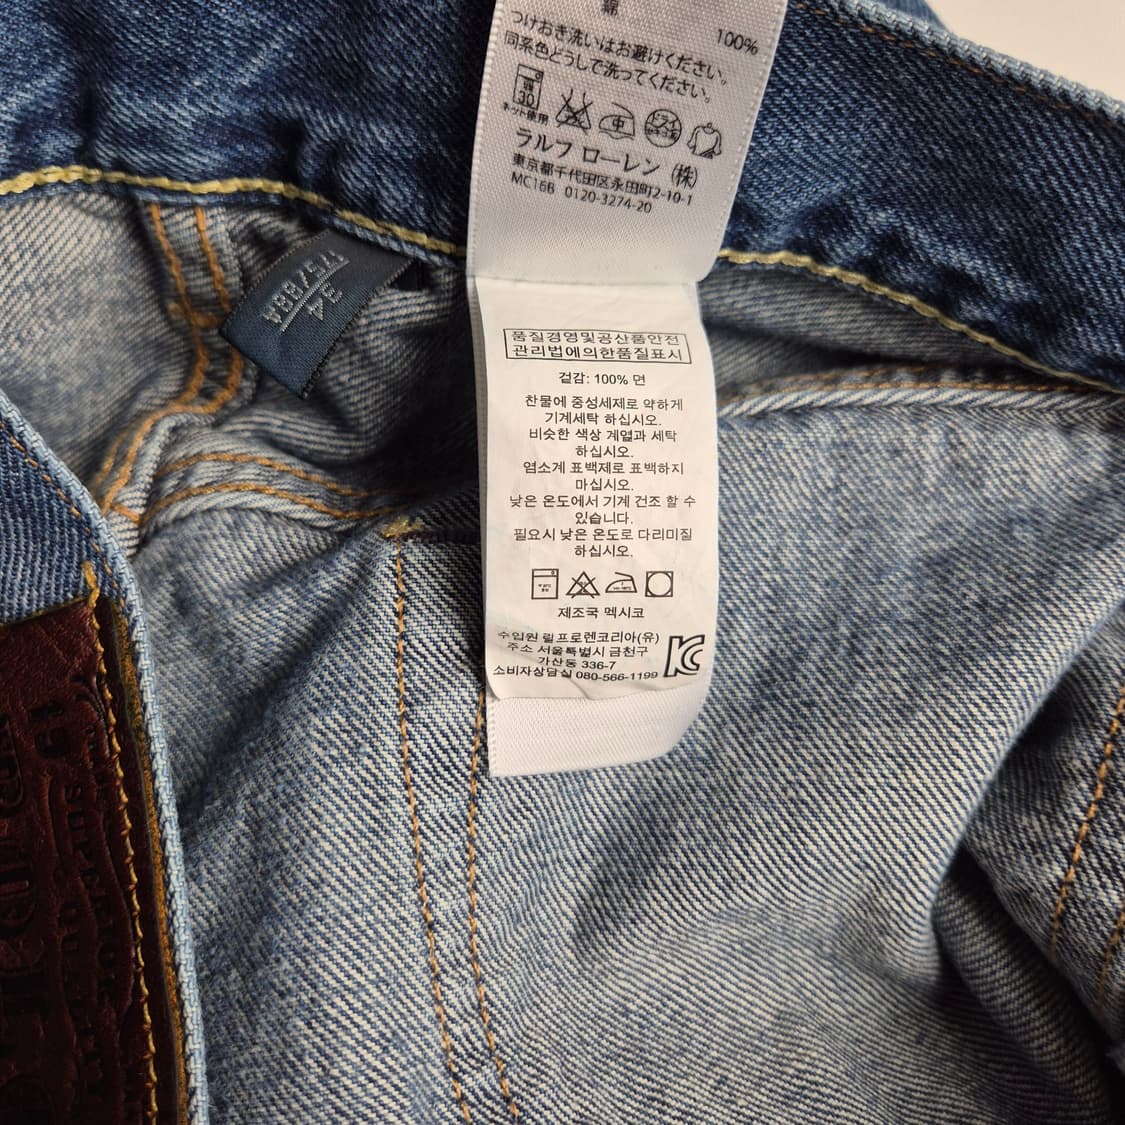 綿 100%
つけおき洗いはお避けください。
同系色どうしで洗ってください。
30
中
ネット使用
ラルフ ローレン (株)
東京都千代田区永田町2-10-1
MC16B 0120-3274-20
34
175/88A
품질경영및공산품안전
관리법에의한품질표시
겉감: 100% 면
찬물에 중성세제로 약하게
기계세탁 하십시오.
비슷한 색상 계열과 세탁
하십시오.
염소계 표백제로 표백하지
마십시오.
낮은 온도에서 기계 건조 할 수
있습니다.
필요시 낮은 온도로 다리미질
하십시오.
제조국 멕시코
수입원 랄프로렌코리아(유)
주소 서울특별시 금천구
가산동 336-7
소비자상담실 080-566-1199